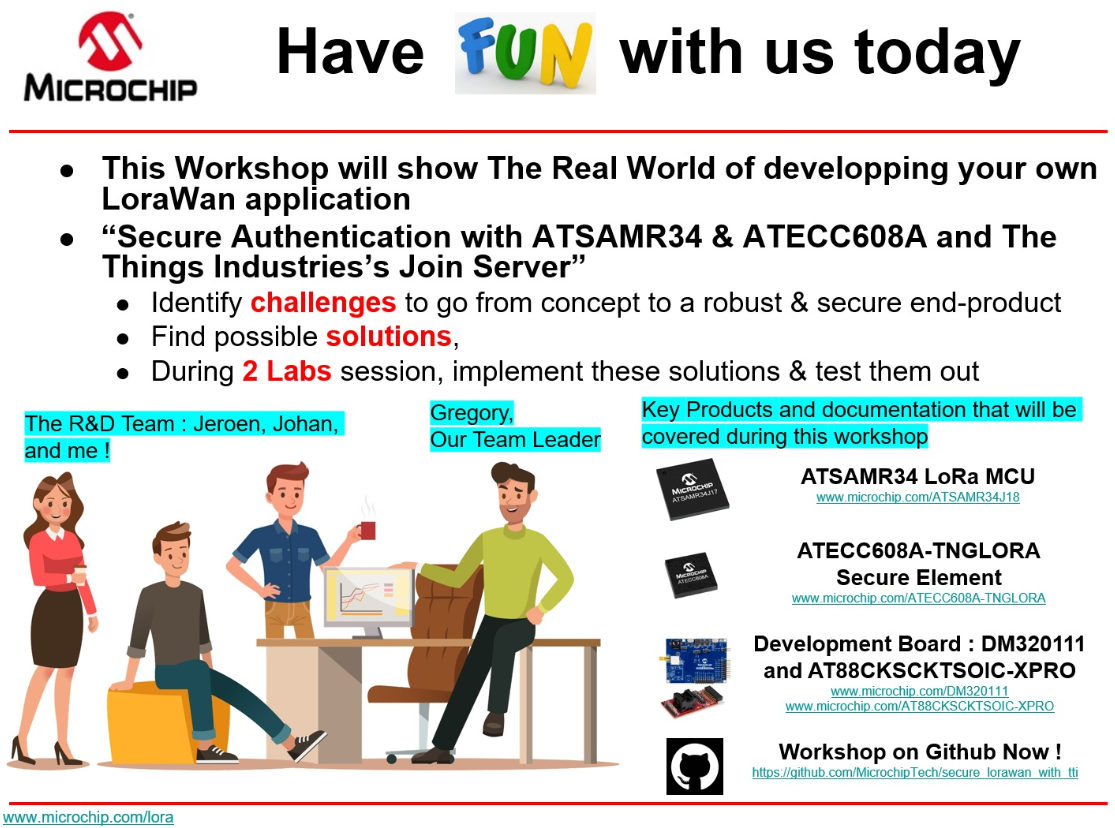 MICROCHIP
Have FUN with us today
● This Workshop will show The Real World of developping your own
LoraWan application
● “Secure Authentication with ATSAMR34 & ATECC608A and The
Things Industries’s Join Server”
● Identify challenges to go from concept to a robust & secure end-product
● Find possible solutions,
● During 2 Labs session, implement these solutions & test them out
The R&D Team : Jeroen, Johan,
and me !
Gregory,
Our Team Leader
Key Products and documentation that will be
covered during this workshop
MICROCHIP
ATSAMR34J17
ATSAMR34 LoRa MCU
www.microchip.com/ATSAMR34J18
MICROCHIP
ATECC608A
ATECC608A-TNGLORA
Secure Element
www.microchip.com/ATECC608A-TNGLORA
Development Board : DM320111
and AT88CKSCKTSOIC-XPRO
www.microchip.com/DM320111
www.microchip.com/AT88CKSCKTSOIC-XPRO
Workshop on Github Now !
https://github.com/MicrochipTech/secure_lorawan_with_tti
www.microchip.com/lora